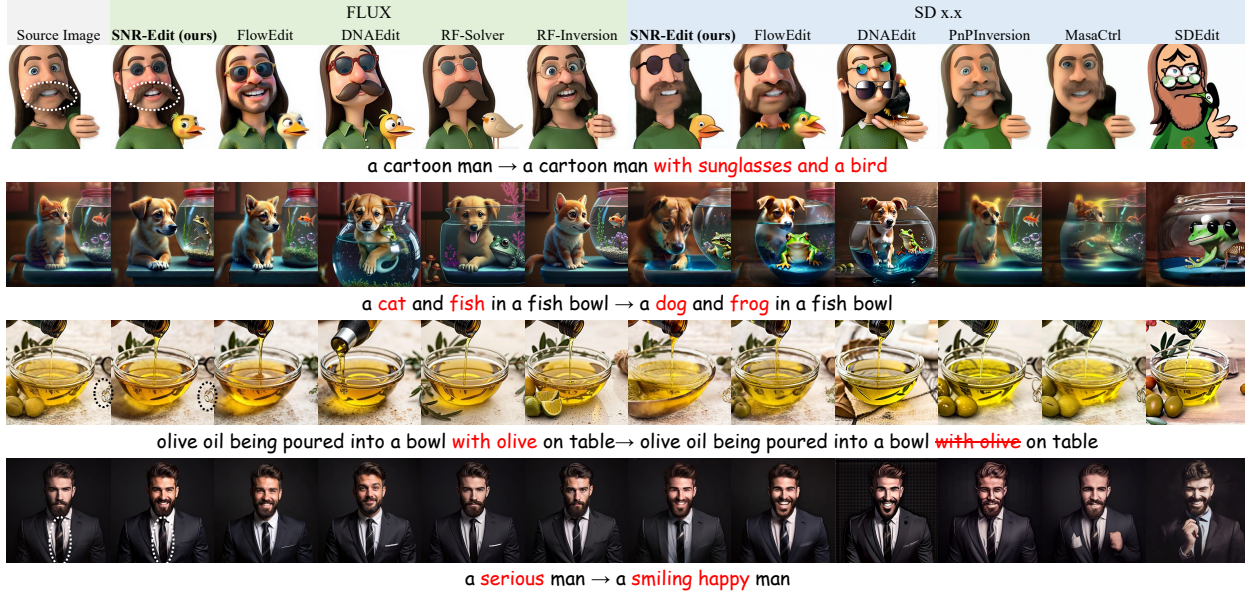 FLUX SD x.x
Source Image SNR-Edit (ours) FlowEdit DNAEdit RF-Solver RF-Inversion SNR-Edit (ours) FlowEdit DNAEdit PnPInversion MasaCtrl SDEdit
a cartoon man → a cartoon man with sunglasses and a bird
a cat and fish in a fish bowl → a dog and frog in a fish bowl
olive oil being poured into a bowl with olive on table→ olive oil being poured into a bowl with olive on table
a serious man → a smiling happy man